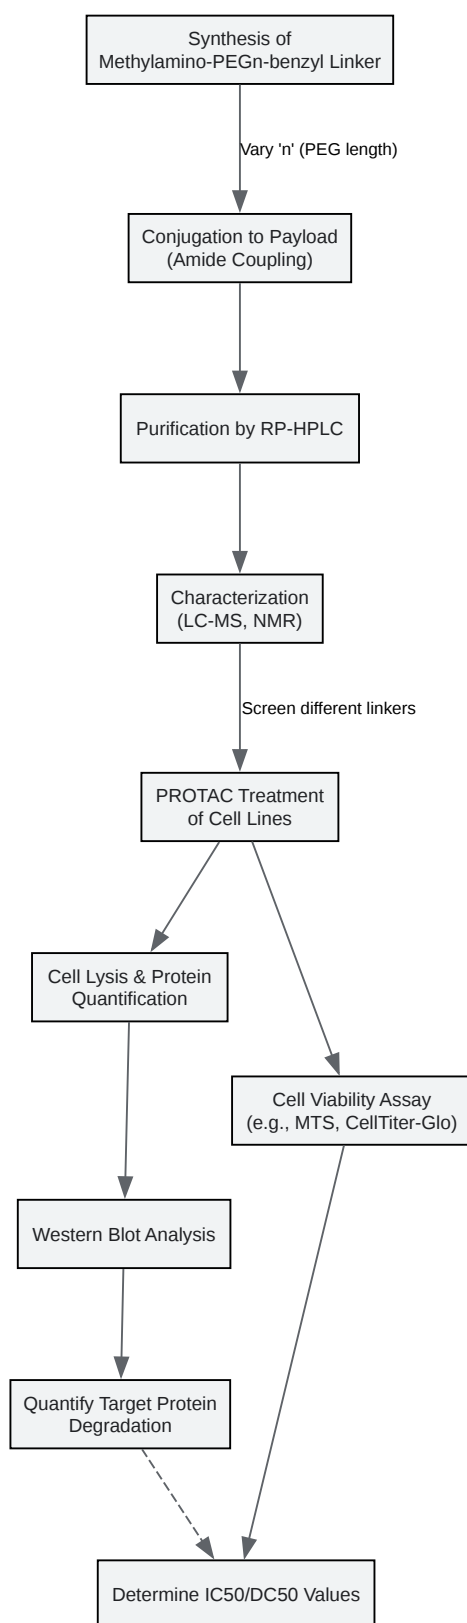 Synthesis of
Methylamino-PEGn-benzyl Linker
Vary 'n' (PEG length)
Conjugation to Payload
(Amide Coupling)
Purification by RP-HPLC
Characterization
(LC-MS, NMR)
Screen different linkers
PROTAC Treatment
of Cell Lines
Cell Lysis & Protein
Quantification
Cell Viability Assay
(e.g., MTS, CellTiter-Glo)
Western Blot Analysis
Quantify Target Protein
Degradation
Determine IC50/DC50 Values